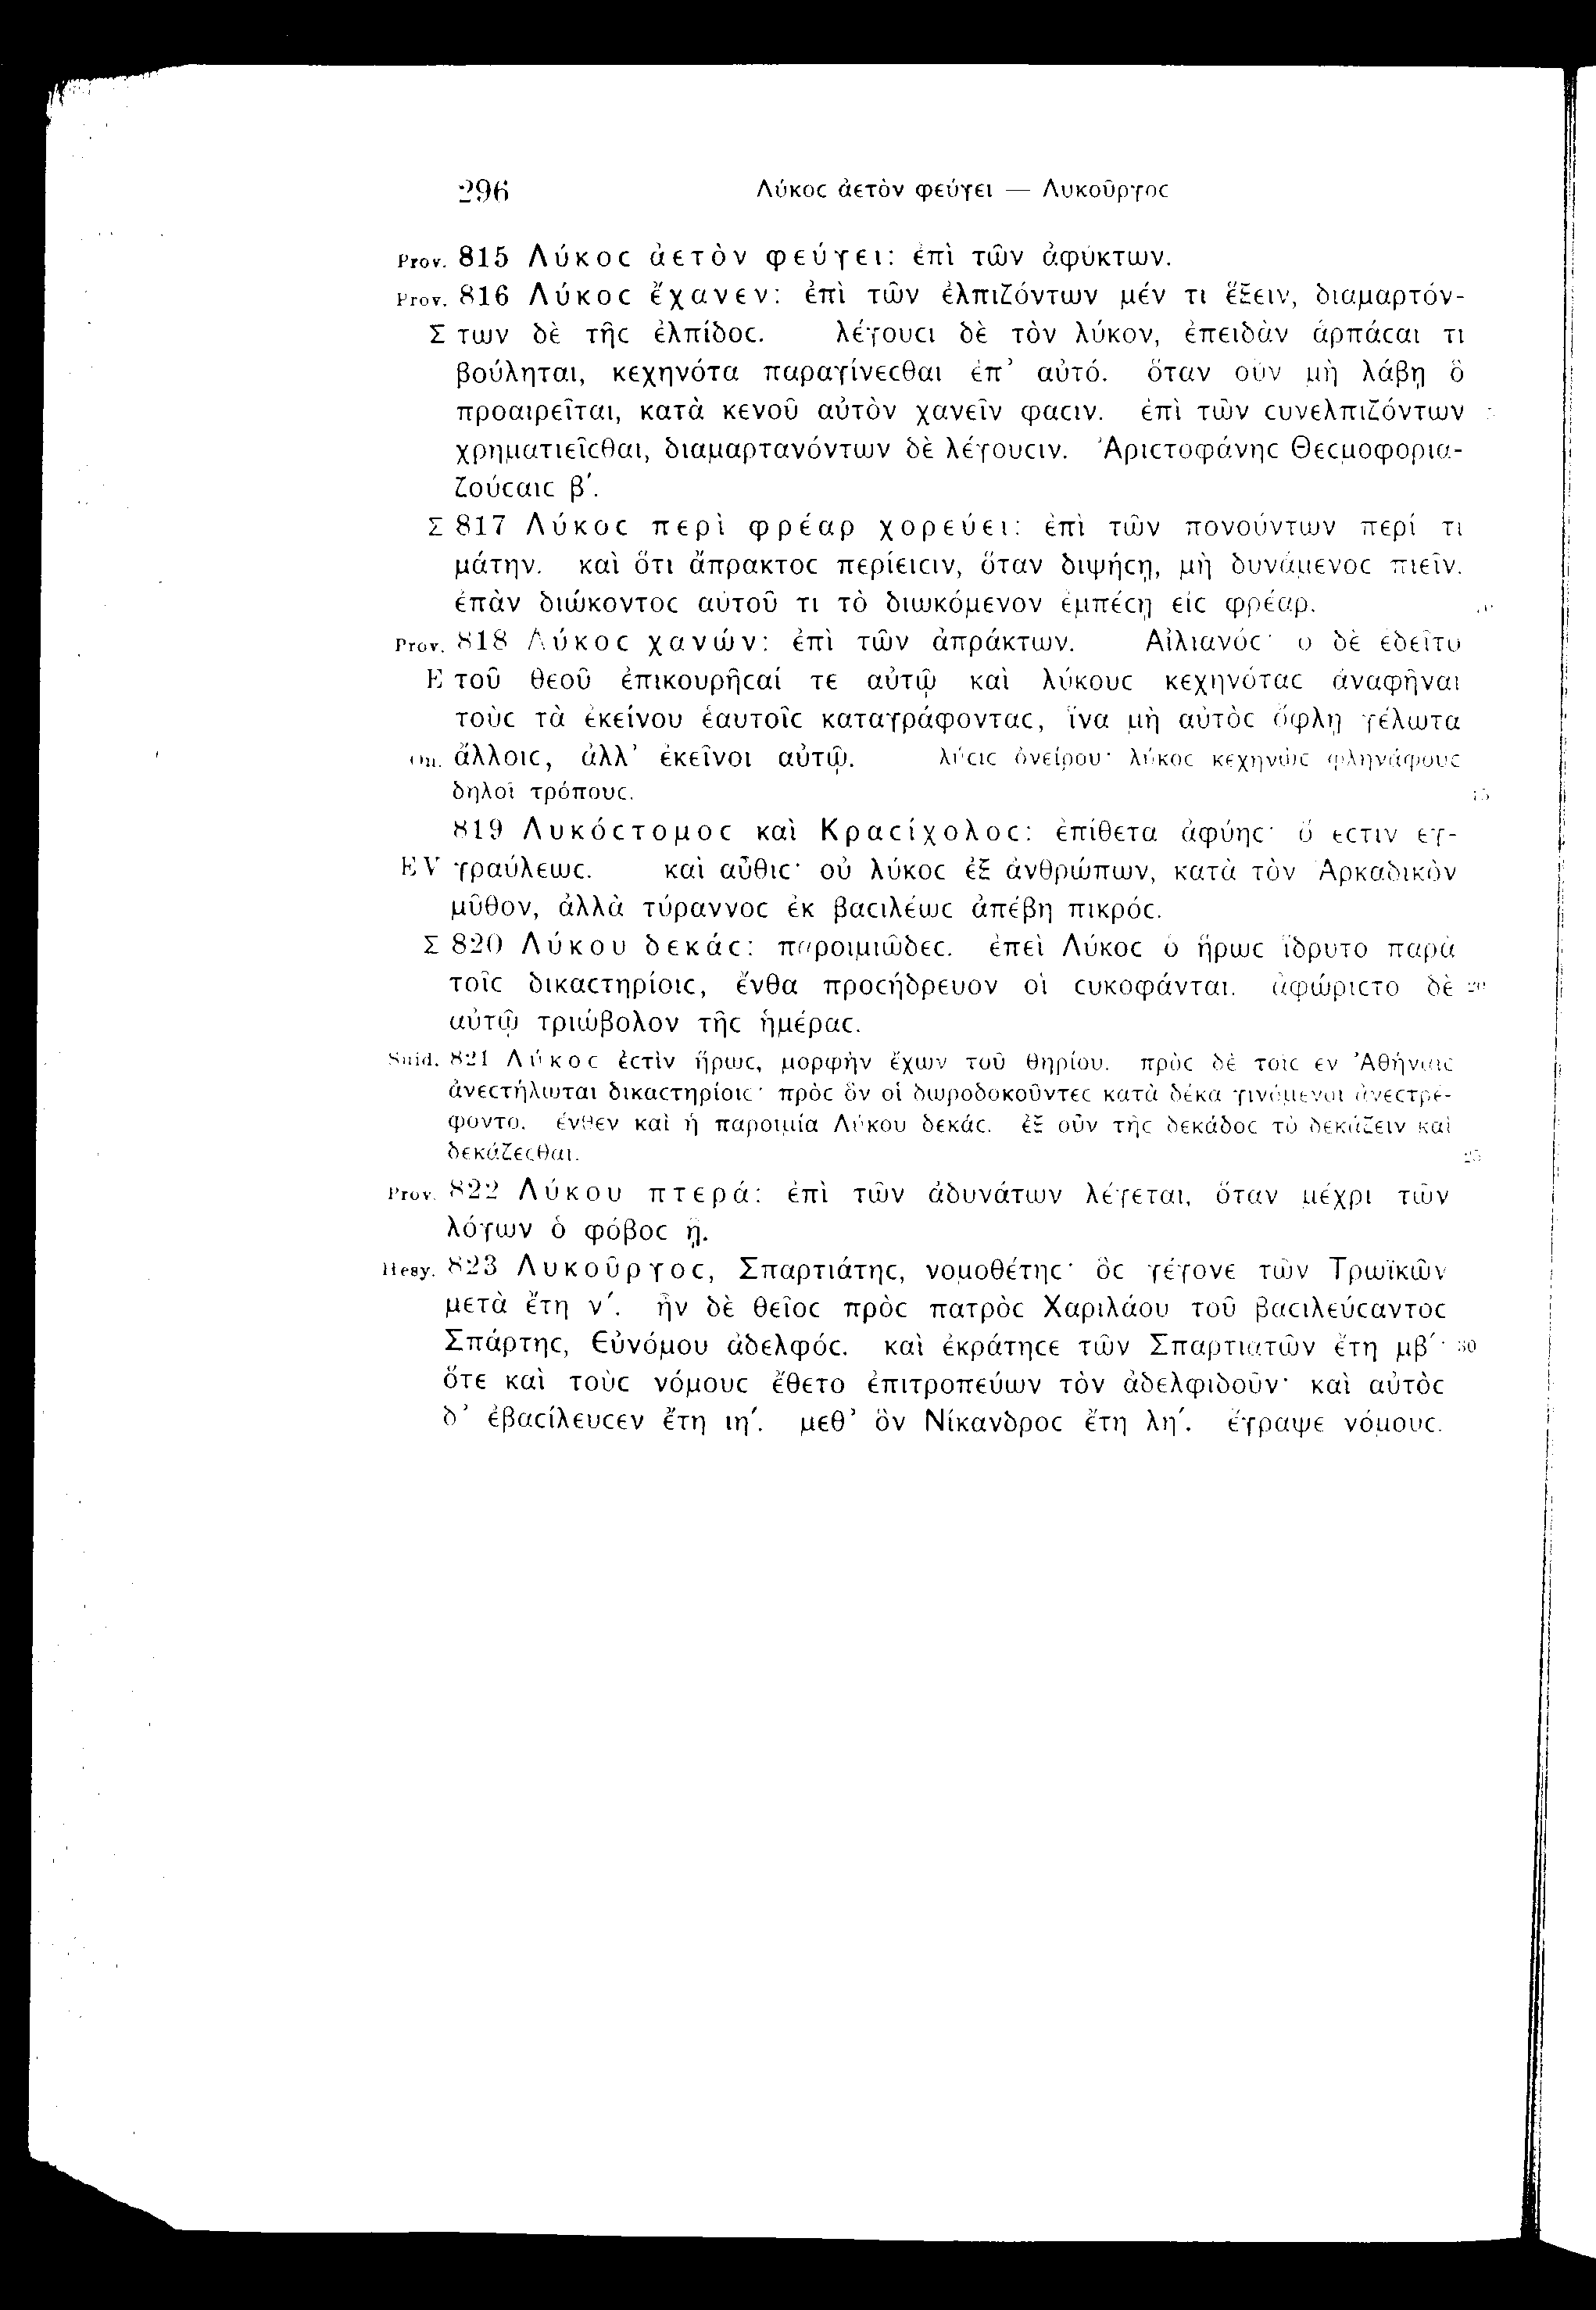 296 Λύκοϲ ἀετὸν φεύγει — Λυκοῦργοϲ
Prov. 815 Λύκοϲ ἀετὸν φεύγει: ἐπὶ τῶν ἀφύκτων.
Prov. 816 Λύκοϲ ἔχανεν: ἐπὶ τῶν ἐλπιζόντων μέν τι ἕξειν, διαμαρτόν-
Σ των δὲ τῆϲ ἐλπίδοϲ. λέγουϲι δὲ τὸν λύκον, ἐπειδὰν ἁρπάϲαι τι
βούληται, κεχηνότα παραγίνεϲθαι ἐπ’ αὐτό. ὅταν οὖν μὴ λάβῃ ὃ
προαιρεῖται, κατὰ κενοῦ αὐτὸν χανεῖν φαϲιν. ἐπὶ τῶν ϲυνελπιζόντων
χρηματιεῖϲθαι, διαμαρτανόντων δὲ λέγουϲιν. Ἀριϲτοφάνηϲ Θεϲμοφορια-
ζούϲαιϲ β΄.
Σ 817 Λύκοϲ περὶ φρέαρ χορεύει: ἐπὶ τῶν πονούντων περί τι
μάτην. καὶ ὅτι ἄπρακτοϲ περίειϲιν, ὅταν διψήϲῃ, μὴ δυνάμενοϲ πιεῖν.
ἐπὰν διώκοντοϲ αὐτοῦ τι τὸ διωκόμενον ἐμπέϲῃ εἰϲ φρέαρ. 10
Prov. 818 Λύκοϲ χανών: ἐπὶ τῶν ἀπράκτων. Αἰλιανόϲ· ὁ δὲ ἐδεῖτο
E τοῦ θεοῦ ἐπικουρῆϲαί τε αὐτῷ καὶ λύκουϲ κεχηνόταϲ ἀναφῆναι
τοὺϲ τὰ ἐκείνου ἑαυτοῖϲ καταγράφονταϲ, ἵνα μὴ αὐτὸϲ ὄφλῃ γέλωτα
On. ἄλλοιϲ, ἀλλ’ ἐκεῖνοι αὐτῷ. λύϲιϲ ὀνείρου· λύκοϲ κεχηνὼϲ φληνάφουϲ
δηλοῖ τρόπουϲ. 15
819 Λυκόϲτομοϲ καὶ Κραϲίχολοϲ: ἐπίθετα ἀφύηϲ· ὅ ἐϲτιν ἐγ-
EV γραύλεωϲ. καὶ αὖθιϲ· οὐ λύκοϲ ἐξ ἀνθρώπων, κατὰ τὸν Ἀρκαδικὸν
μῦθον, ἀλλὰ τύραννοϲ ἐκ βαϲιλέωϲ ἀπέβη πικρόϲ.
Σ 820 Λύκου δεκάϲ: παροιμιῶδεϲ. ἐπεὶ Λύκοϲ ὁ ἥρωϲ ἵδρυτο παρὰ
τοῖϲ δικαϲτηρίοιϲ, ἔνθα προϲήδρευον οἱ ϲυκοφάνται. ἀφώριϲτο δὲ 20
αὐτῷ τριώβολον τῆϲ ἡμέραϲ.
Suid. 821 Λύκοϲ ἐϲτὶν ἥρωϲ, μορφὴν ἔχων τοῦ θηρίου. πρὸϲ δὲ τοῖϲ ἐν Ἀθήναιϲ
ἀνεϲτήλωται δικαϲτηρίοιϲ· πρὸϲ ὃν οἱ δωροδοκοῦντεϲ κατὰ δέκα γινόμενοι ἀνεϲτρέ-
φοντο. ἔνθεν καὶ ἡ παροιμία Λύκου δεκάϲ. ἐξ οὖν τῆϲ δεκάδοϲ τὸ δεκάζειν καὶ
δεκάζεϲθαι. 25
Prov. 822 Λύκου πτερά: ἐπὶ τῶν ἀδυνάτων λέγεται, ὅταν μέχρι τῶν
λόγων ὁ φόβοϲ ᾖ.
Hesy. 823 Λυκοῦργοϲ, Σπαρτιάτηϲ, νομοθέτηϲ· ὃϲ γέγονε τῶν Τρωϊκῶν
μετὰ ἔτη ν΄. ἦν δὲ θεῖοϲ πρὸϲ πατρὸϲ Χαριλάου τοῦ βαϲιλεύϲαντοϲ
Σπάρτηϲ, Εὐνόμου ἀδελφόϲ. καὶ ἐκράτηϲε τῶν Σπαρτιατῶν ἔτη μβ΄· 30
ὅτε καὶ τοὺϲ νόμουϲ ἔθετο ἐπιτροπεύων τὸν ἀδελφιδοῦν· καὶ αὐτὸϲ
δ’ ἐβαϲίλευϲεν ἔτη ιη΄. μεθ’ ὃν Νίκανδροϲ ἔτη λη΄. ἔγραψε νόμουϲ.